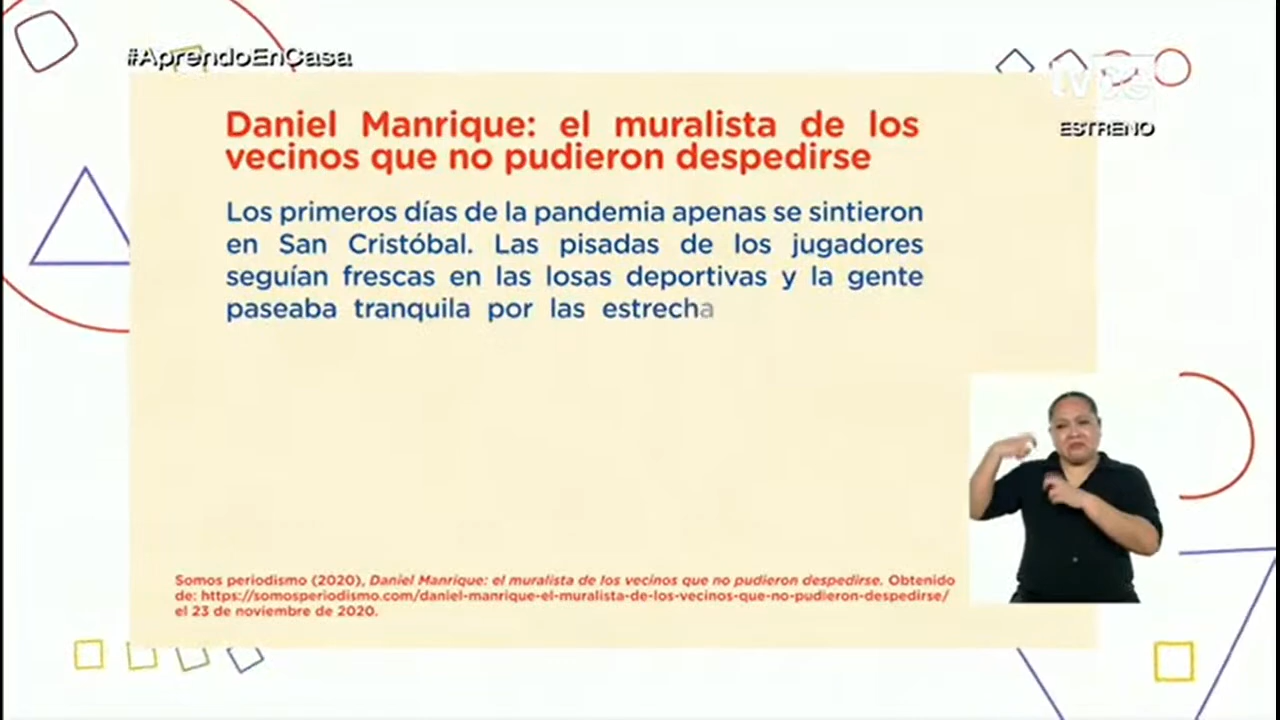 #AprendoEnCasa
ESTRENO
Daniel Manrique: el muralista de los
vecinos que no pudieron despedirse
Los primeros días de la pandemia apenas se sintieron
en San Cristóbal. Las pisadas de los jugadores
seguían frescas en las losas deportivas y la gente
paseaba tranquila por las estrecha
Somos periodismo (2020), Daniel Manrique: el muralista de los vecinos que no pudieron despedirse. Obtenido
de: https://somosperiodismo.com/daniel-manrique-el-muralista-de-los-vecinos-que-no-pudieron-despedirse/
el 23 de noviembre de 2020.